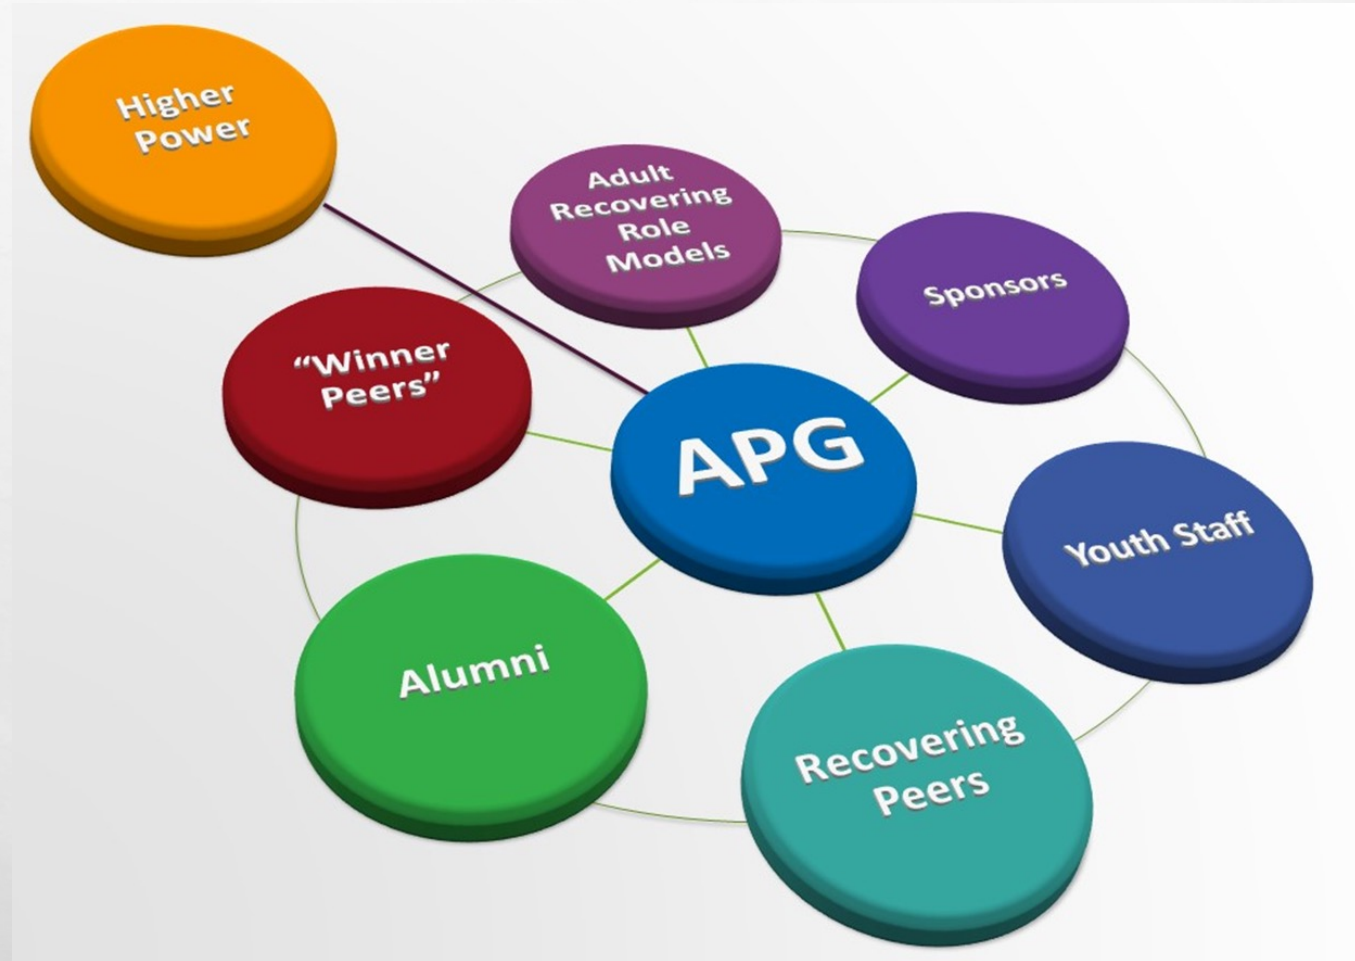 Higher
Power
Adult
Recovering
Role
Models
Sponsors
“Winner
Peers”
APG
Youth Staff
Alumni
Recovering
Peers